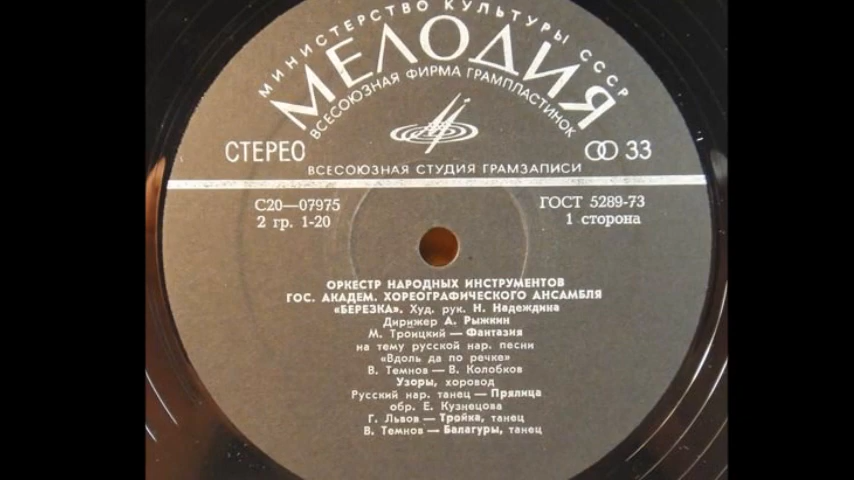 МИНИСТЕРСТВО КУЛЬТУРЫ СССР
МЕЛОДИЯ
ВСЕСОЮЗНАЯ ФИРМА ГРАМПЛАСТИНОК
СТЕРЕО
33
ВСЕСОЮЗНАЯ СТУДИЯ ГРАМЗАПИСИ
С20—07975
ГОСТ 5289-73
2 гр. 1-20
1 сторона
ОРКЕСТР НАРОДНЫХ ИНСТРУМЕНТОВ
ГОС. АКАДЕМ. ХОРЕОГРАФИЧЕСКОГО АНСАМБЛЯ
«БЕРЕЗКА». Худ. рук. Н. Надеждина
Дирижер А. Рыжкин
М. Троицкий — Фантазия
на тему русской нар. песни
«Вдоль да по речке»
В. Темнов — В. Колобков
Узоры, хоровод
Русский нар. танец — Прялица
обр. Е. Кузнецова
Г. Львов — Тройка, танец
В. Темнов — Балагуры, танец